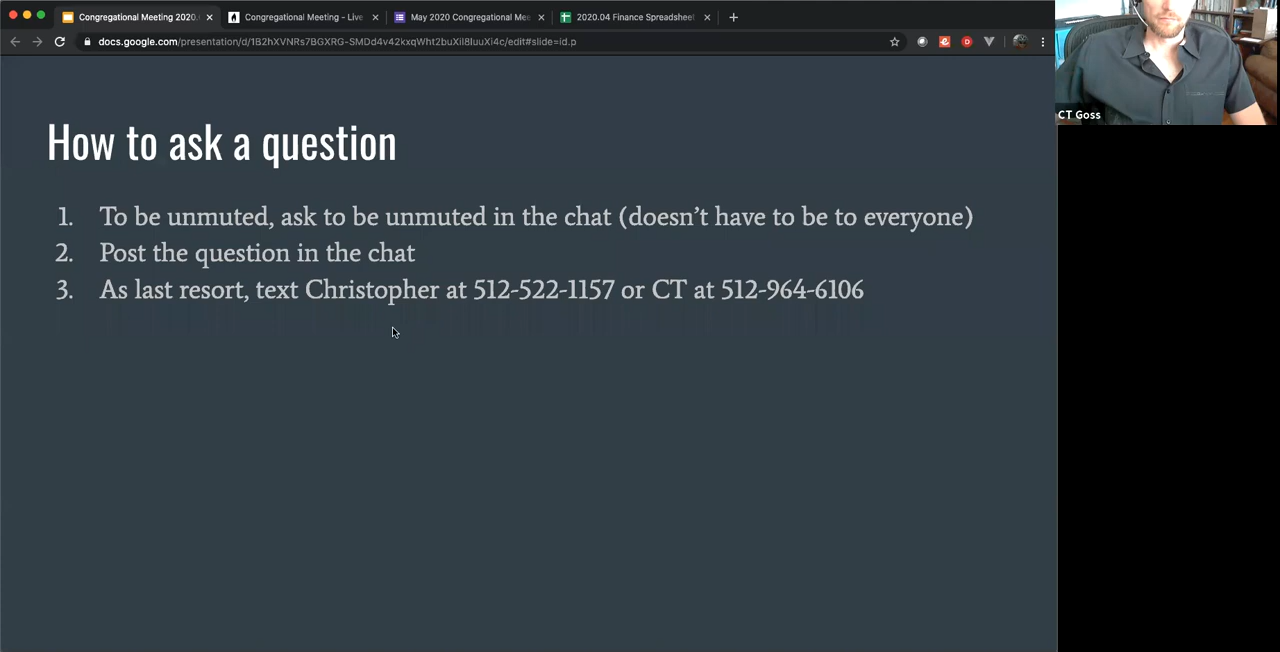 Congregational Meeting 2020.
Congregational Meeting - Live
May 2020 Congregational Mee
2020.04 Finance Spreadsheet
docs.google.com/presentation/d/1B2hXVNRs7BGXRG-SMDd4v42kxqWht2buXil8IuuXi4c/edit#slide=id.p
CT Goss
How to ask a question
1. To be unmuted, ask to be unmuted in the chat (doesn’t have to be to everyone)
2. Post the question in the chat
3. As last resort, text Christopher at 512-522-1157 or CT at 512-964-6106